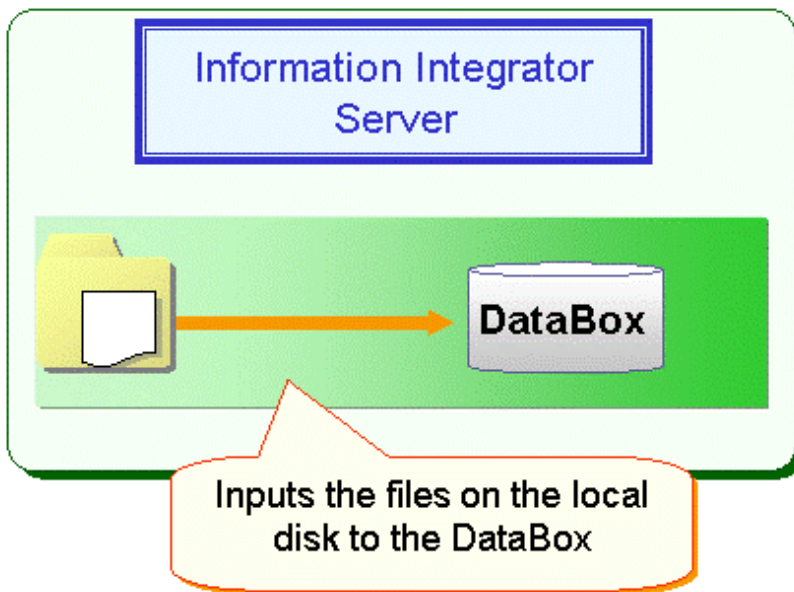 Information Integrator
Server
DataBox
Inputs the files on the local
disk to the DataBox